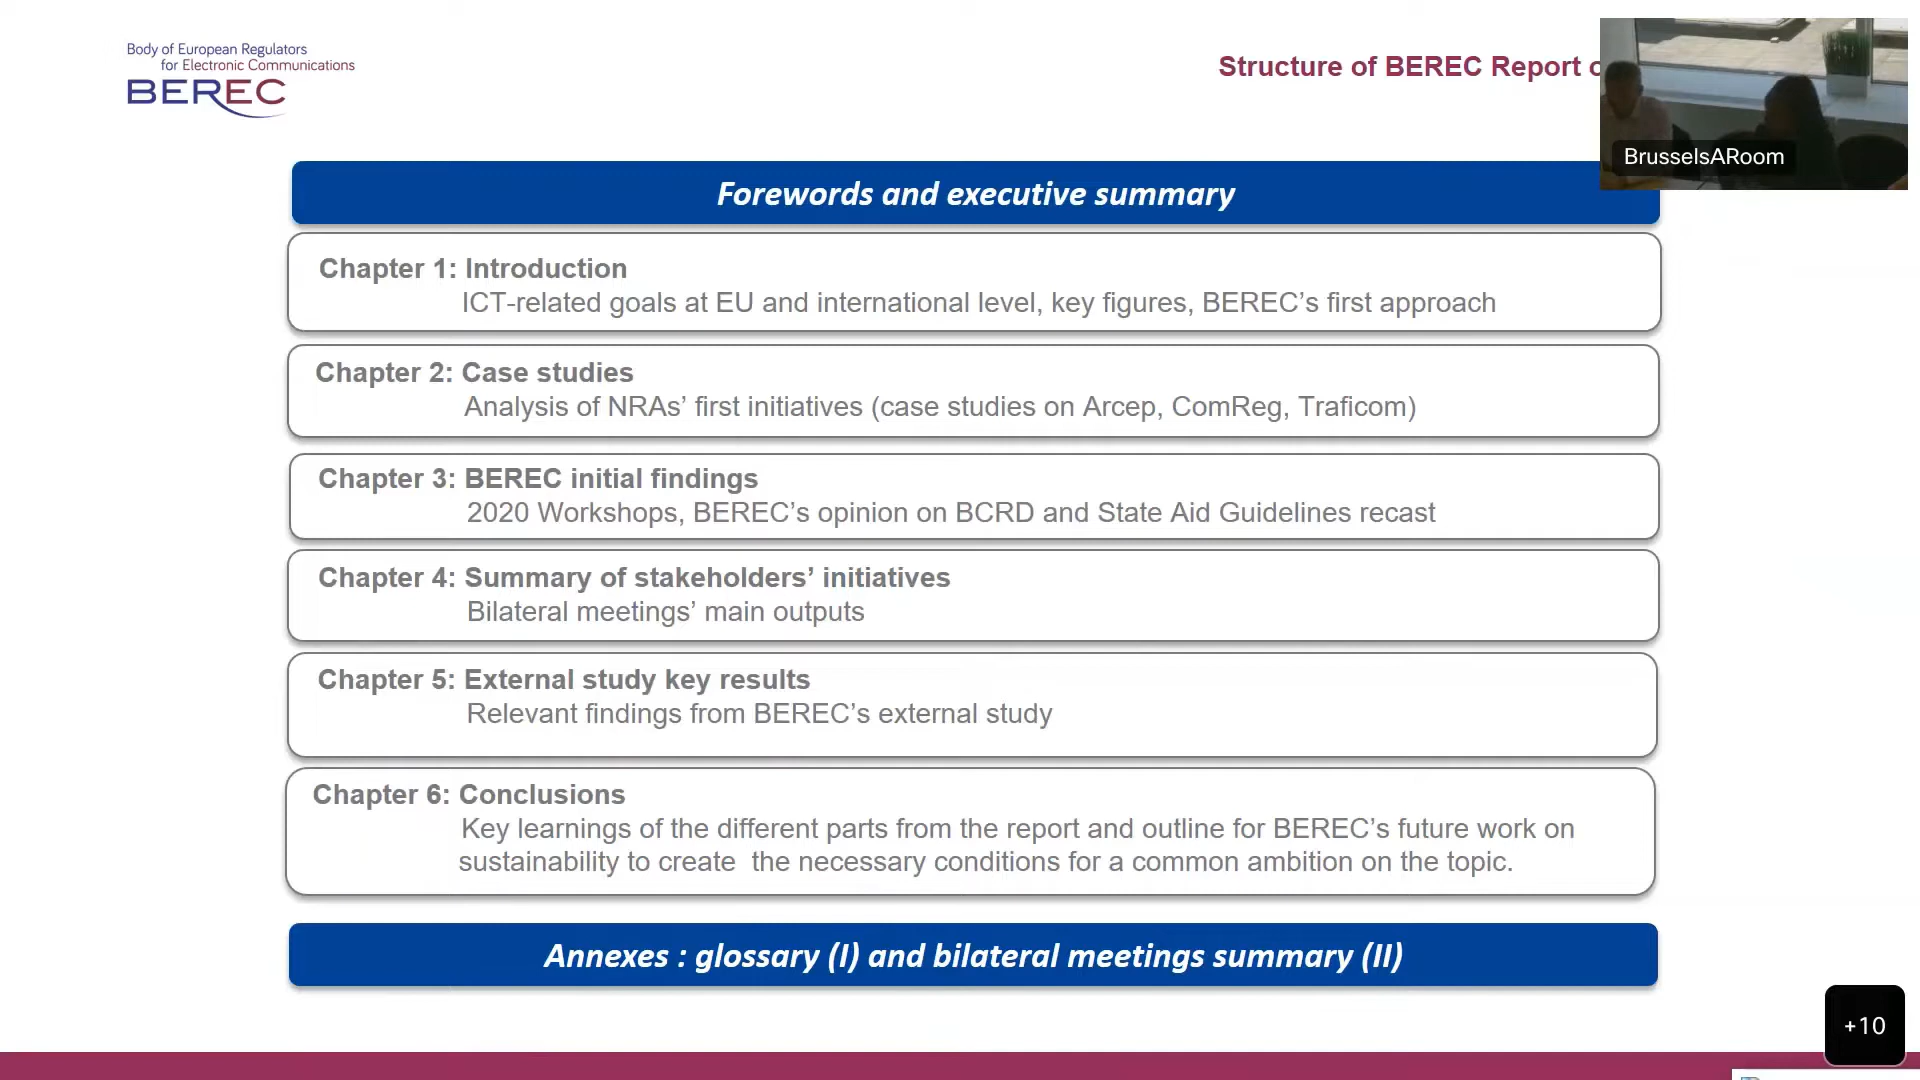 Body of European Regulators
for Electronic Communications
BEREC
Structure of BEREC Report
BrusselsARoom
Forewords and executive summary
Chapter 1: Introduction
ICT-related goals at EU and international level, key figures, BEREC’s first approach
Chapter 2: Case studies
Analysis of NRAs’ first initiatives (case studies on Arcep, ComReg, Traficom)
Chapter 3: BEREC initial findings
2020 Workshops, BEREC’s opinion on BCRD and State Aid Guidelines recast
Chapter 4: Summary of stakeholders’ initiatives
Bilateral meetings’ main outputs
Chapter 5: External study key results
Relevant findings from BEREC’s external study
Chapter 6: Conclusions
Key learnings of the different parts from the report and outline for BEREC’s future work on
sustainability to create the necessary conditions for a common ambition on the topic.
Annexes : glossary (I) and bilateral meetings summary (II)
+10